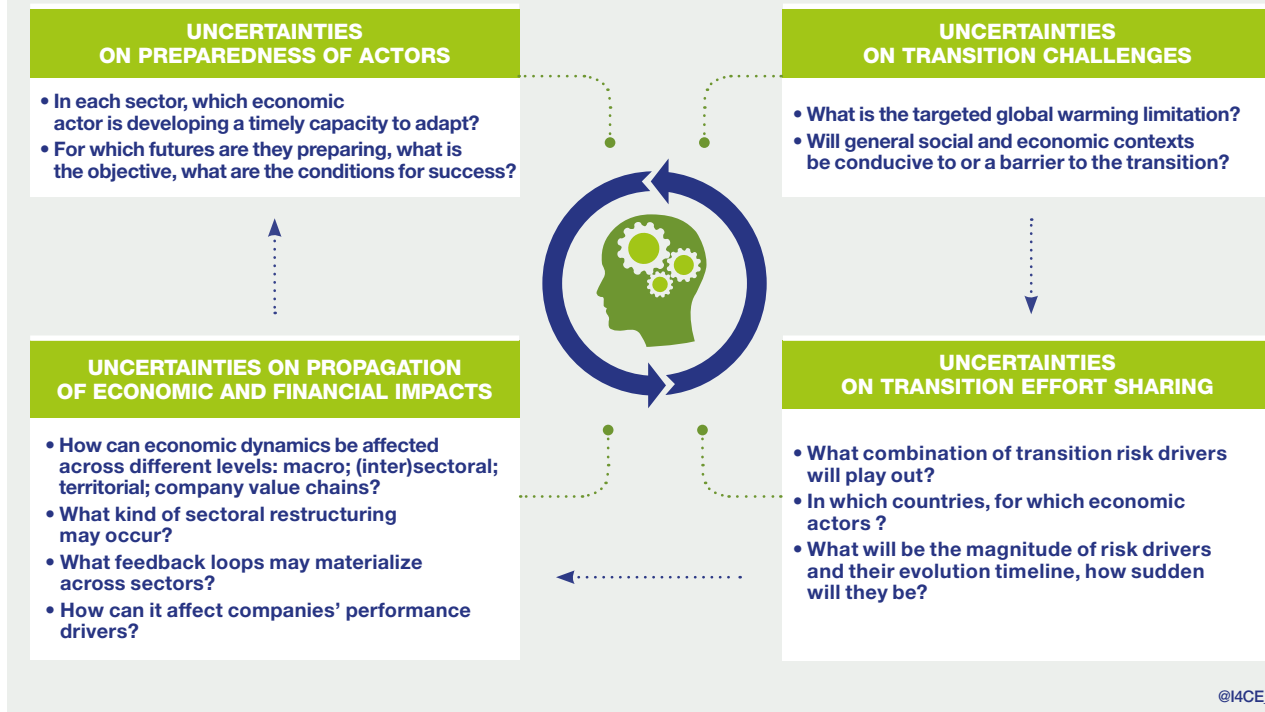 UNCERTAINTIES
ON PREPAREDNESS OF ACTORS
• In each sector, which economic
actor is developing a timely capacity to adapt?
• For which futures are they preparing, what is
the objective, what are the conditions for success?
UNCERTAINTIES
ON TRANSITION CHALLENGES
• What is the targeted global warming limitation?
• Will general social and economic contexts
be conducive to or a barrier to the transition?
UNCERTAINTIES ON PROPAGATION
OF ECONOMIC AND FINANCIAL IMPACTS
• How can economic dynamics be affected
across different levels: macro; (inter)sectoral;
territorial; company value chains?
• What kind of sectoral restructuring
may occur?
• What feedback loops may materialize
across sectors?
• How can it affect companies’ performance
drivers?
UNCERTAINTIES
ON TRANSITION EFFORT SHARING
• What combination of transition risk drivers
will play out?
• In which countries, for which economic
actors ?
• What will be the magnitude of risk drivers
and their evolution timeline, how sudden
will they be?
@I4CE_